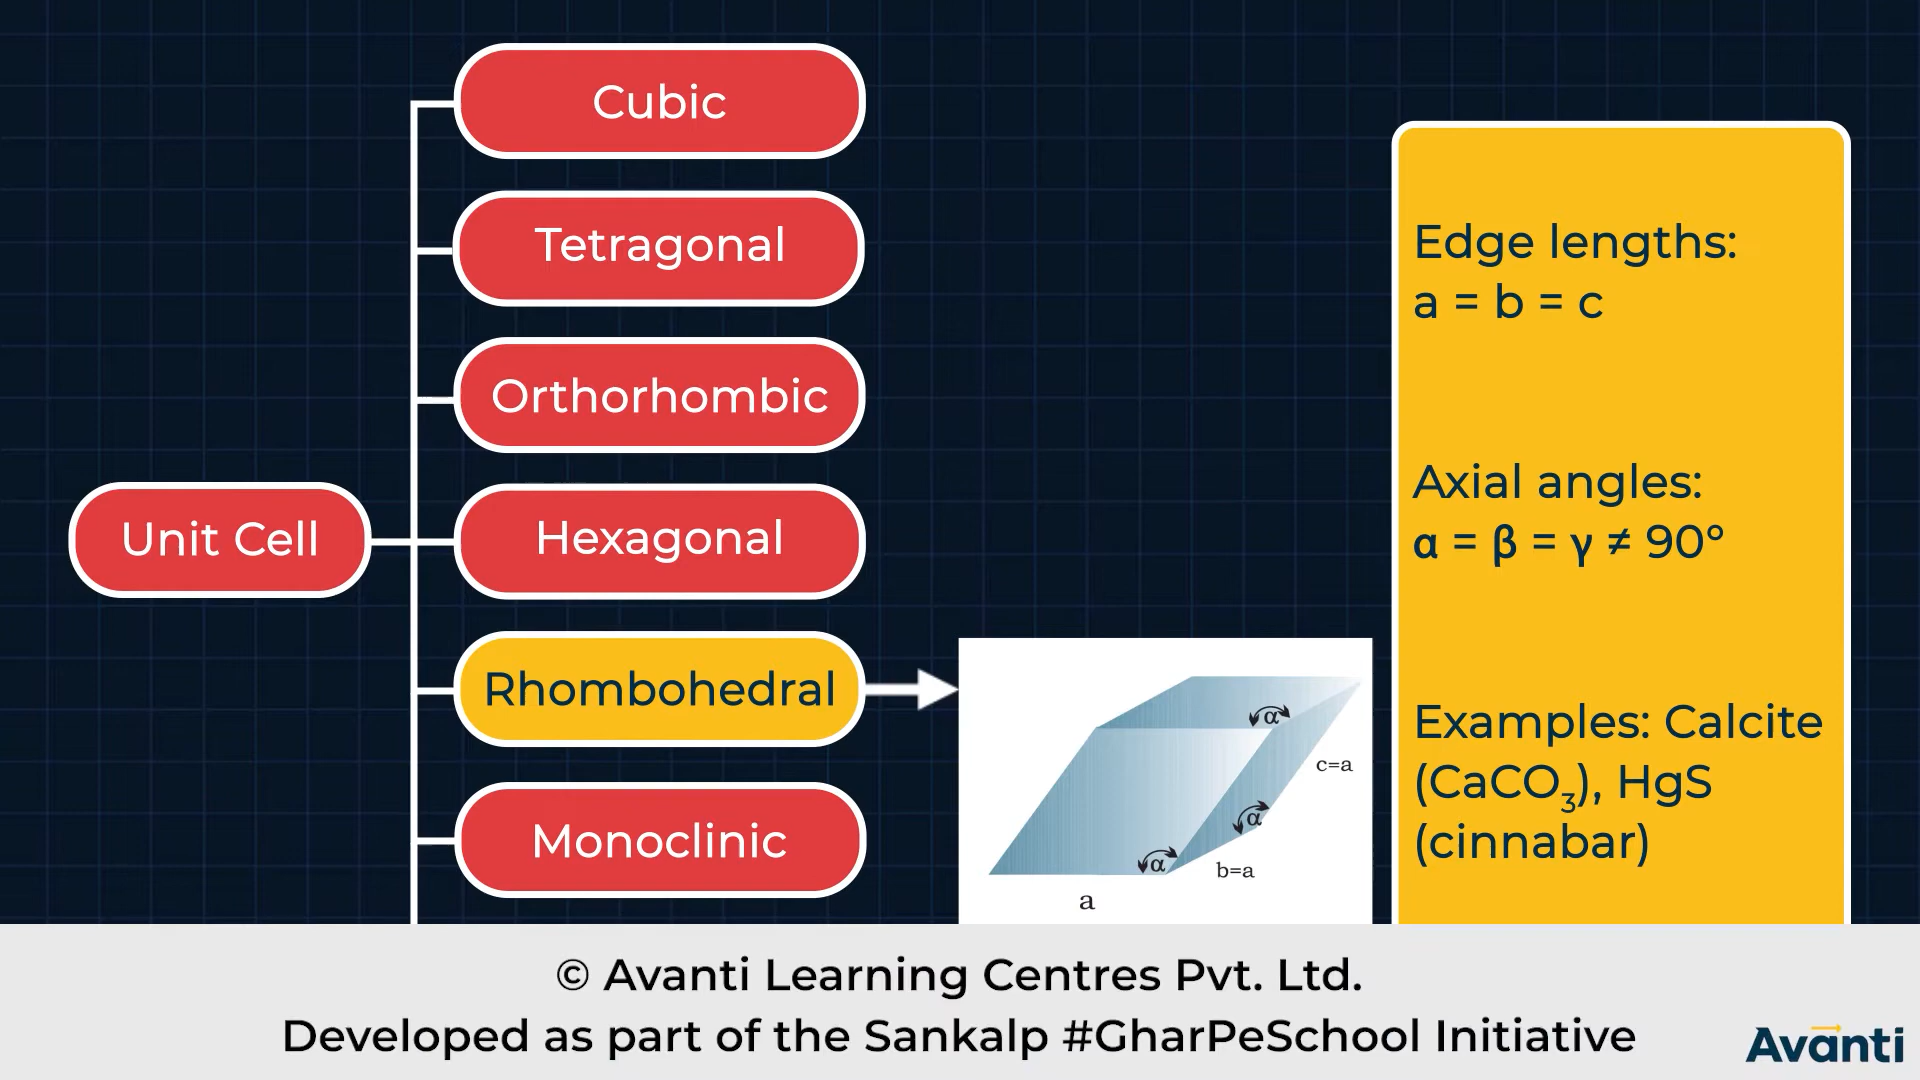 Cubic
Tetragonal
Orthorhombic
Unit Cell
Hexagonal
Rhombohedral
Monoclinic
α
c=a
α
α
b=a
a
Edge lengths:
a = b = c
Axial angles:
α = β = γ ≠ 90°
Examples: Calcite
(CaCO₃), HgS
(cinnabar)
© Avanti Learning Centres Pvt. Ltd.
Developed as part of the Sankalp #GharPeSchool Initiative
Avanti